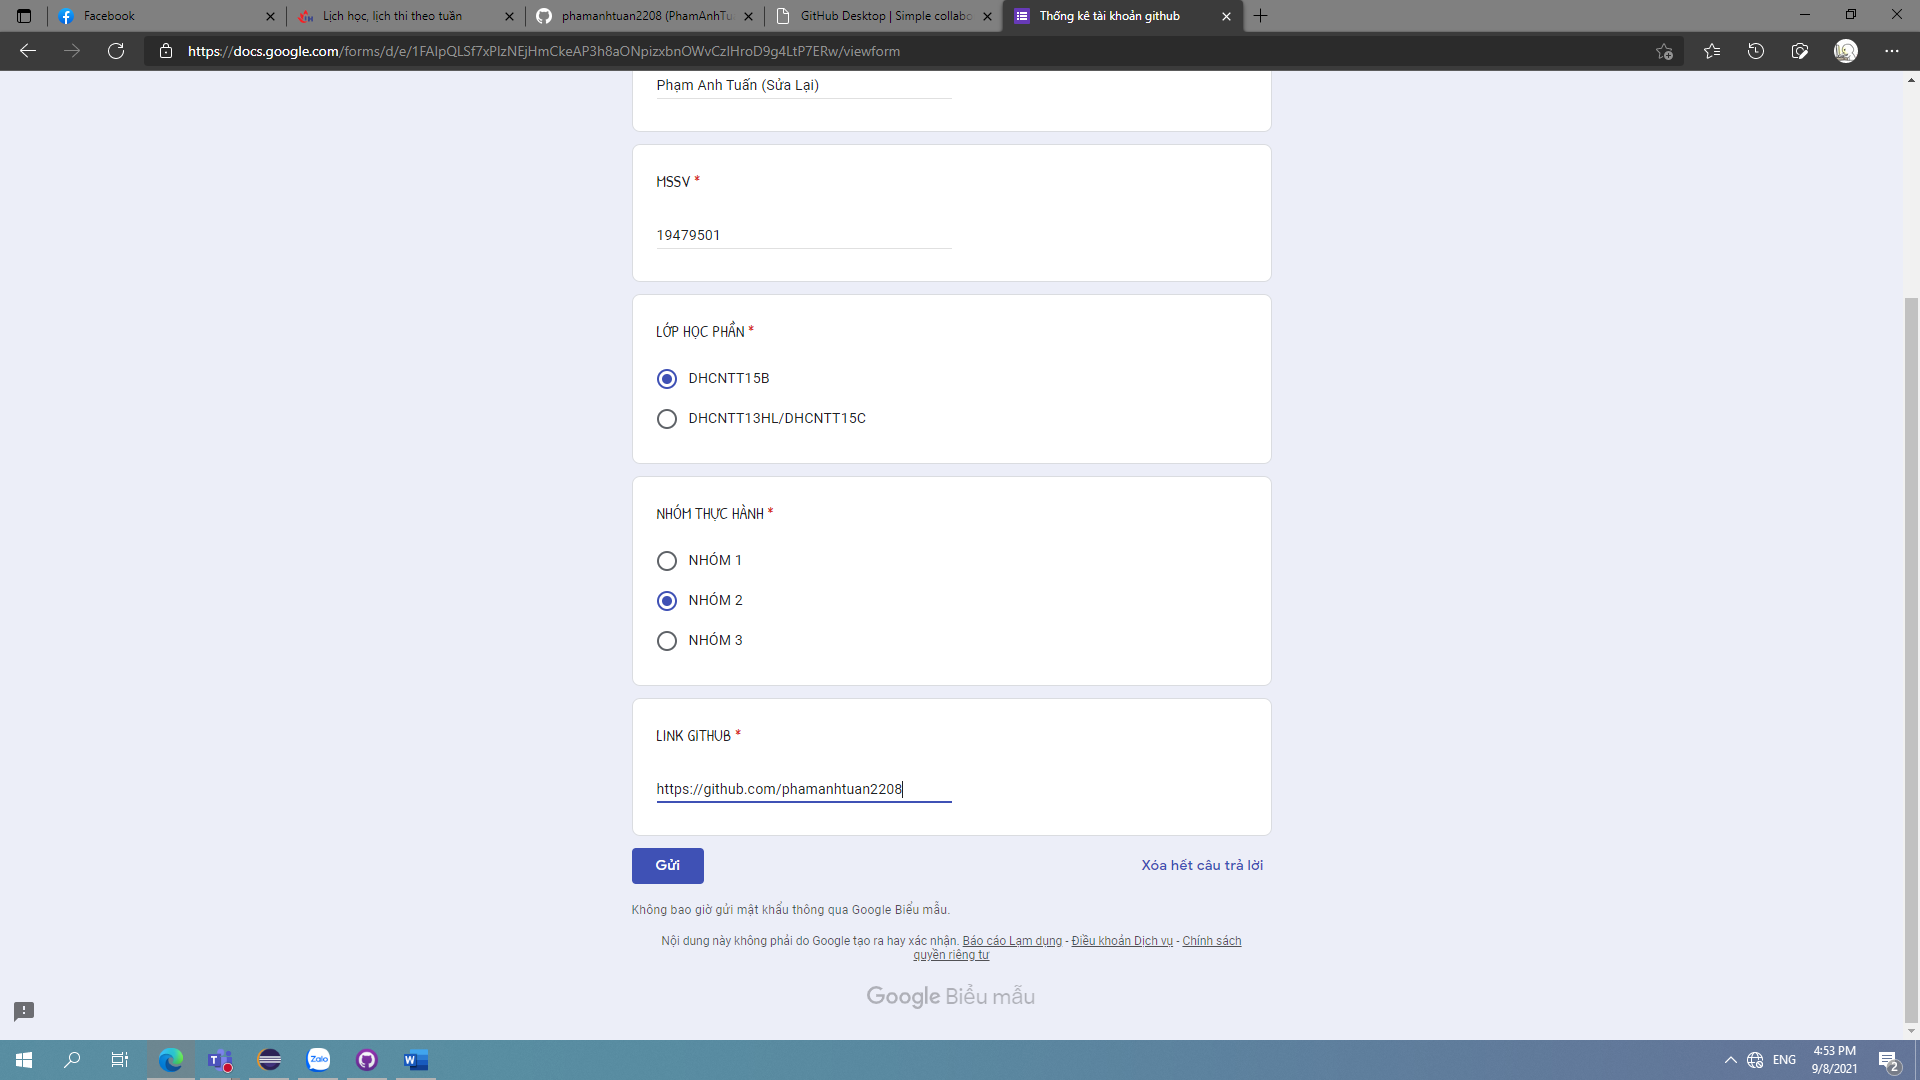 Facebook
Lịch học, lịch thi theo tuần
phamanhtuan2208 (PhamAnhTu
GitHub Desktop | Simple collabo
Thống kê tài khoản github
https://docs.google.com/forms/d/e/1FAIpQLSf7xPlzNEjHmCkeAP3h8aONpizxbnOWvCzIHroD9g4LtP7ERw/viewform
Phạm Anh Tuấn (Sửa Lại)
MSSV *
19479501
LỚP HỌC PHẦN *
DHCNTT15B
DHCNTT13HL/DHCNTT15C
NHÓM THỰC HÀNH *
NHÓM 1
NHÓM 2
NHÓM 3
LINK GITHUB *
https://github.com/phamanhtuan2208
Gửi
Xóa hết câu trả lời
Không bao giờ gửi mật khẩu thông qua Google Biểu mẫu.
Nội dung này không phải do Google tạo ra hay xác nhận. Báo cáo Lạm dụng - Điều khoản Dịch vụ - Chính sách
quyền riêng tư
Google Biểu mẫu
Zalo
ENG
4:53 PM
9/8/2021
2